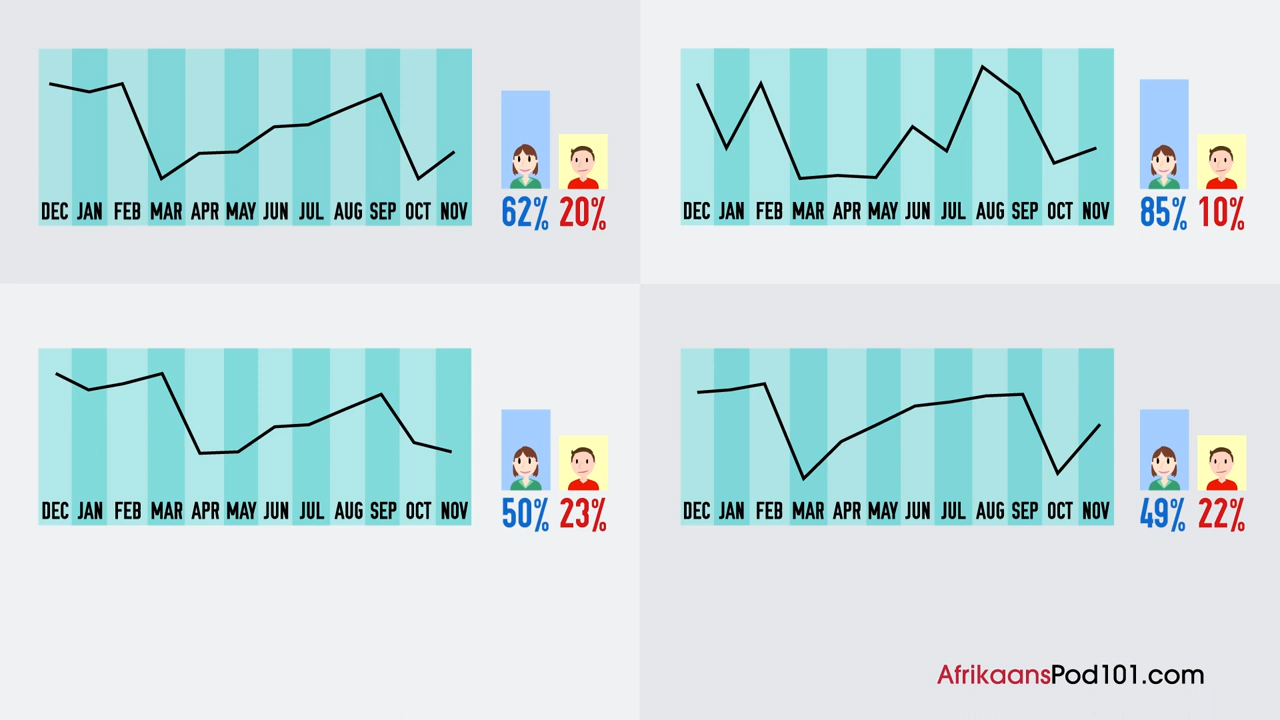 DEC JAN FEB MAR APR MAY JUN JUL AUG SEP OCT NOV
62% 20%
DEC JAN FEB MAR APR MAY JUN JUL AUG SEP OCT NOV
85% 10%
DEC JAN FEB MAR APR MAY JUN JUL AUG SEP OCT NOV
50% 23%
DEC JAN FEB MAR APR MAY JUN JUL AUG SEP OCT NOV
49% 22%
AfrikaansPod101.com